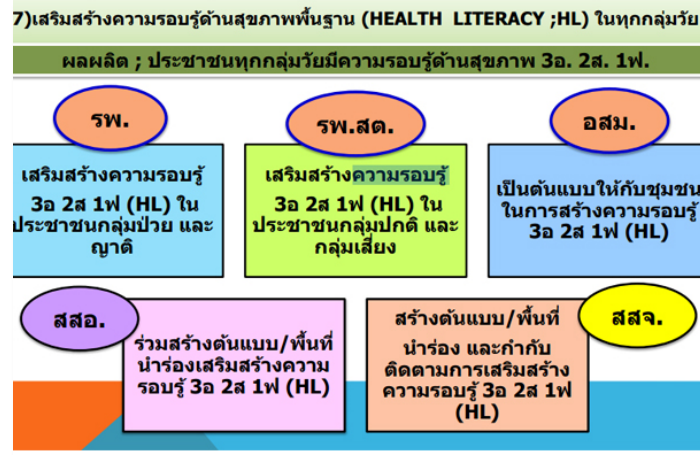 7)เสริมสร้างความรอบรู้ด้านสุขภาพพื้นฐาน (HEALTH LITERACY ;HL) ในทุกกลุ่มวัย
ผลผลิต ; ประชาชนทุกกลุ่มวัยมีความรอบรู้ด้านสุขภาพ 3อ. 2ส. 1ฟ.
รพ.
เสริมสร้างความรอบรู้
3อ 2ส 1ฟ (HL) ใน
ประชาชนกลุ่มป่วย และ
ญาติ
รพ.สต.
เสริมสร้างความรอบรู้
3อ 2ส 1ฟ (HL) ใน
ประชาชนกลุ่มปกติ และ
กลุ่มเสี่ยง
อสม.
เป็นต้นแบบให้กับชุมชน
ในการสร้างความรอบรู้
3อ 2ส 1ฟ (HL)
สสอ.
ร่วมสร้างต้นแบบ/พื้นที่
นำร่องเสริมสร้างความ
รอบรู้ 3อ 2ส 1ฟ (HL)
สสจ.
สร้างต้นแบบ/พื้นที่
นำร่อง และกำกับ
ติดตามการเสริมสร้าง
ความรอบรู้ 3อ 2ส 1ฟ
(HL)